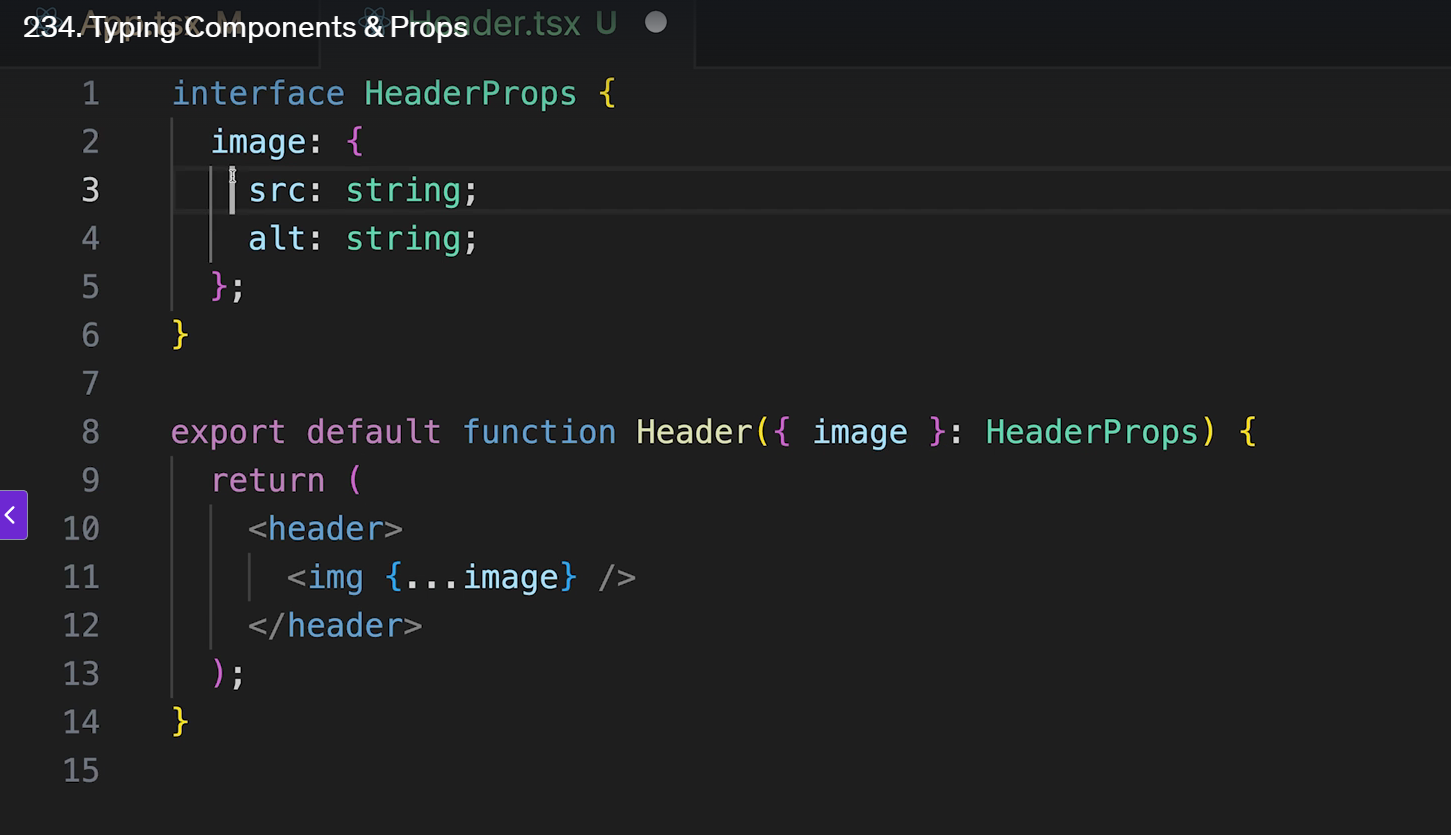 App.tsx M Header.tsx U
234. Typing Components & Props
1 interface HeaderProps {
2 image: {
3 src: string;
4 alt: string;
5 };
6 }
7
8 export default function Header({ image }: HeaderProps) {
9 return (
10 <header>
11 <img {...image} />
12 </header>
13 );
14 }
15